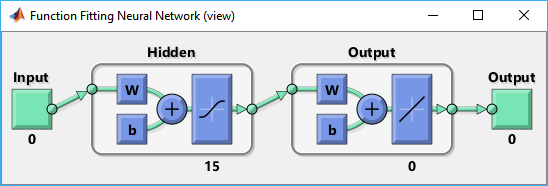 Function Fitting Neural Network (view)
Hidden
Output
Input
Output
W
W
b
b
0
15
0
0